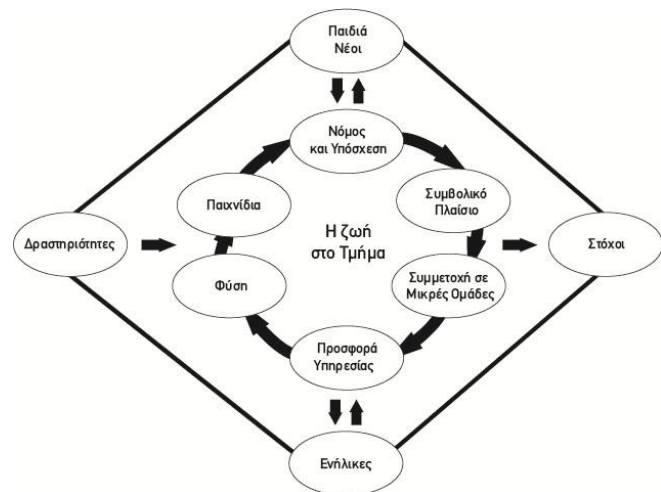 Παιδιά
Νέοι
Νόμος
και Υπόσχεση
Παιχνίδια
Συμβολικό
Πλαίσιο
Η ζωή
στο Τμήμα
Δραστηριότητες
Στόχοι
Φύση
Συμμετοχή σε
Μικρές Ομάδες
Προσφορά
Υπηρεσίας
Ενήλικες